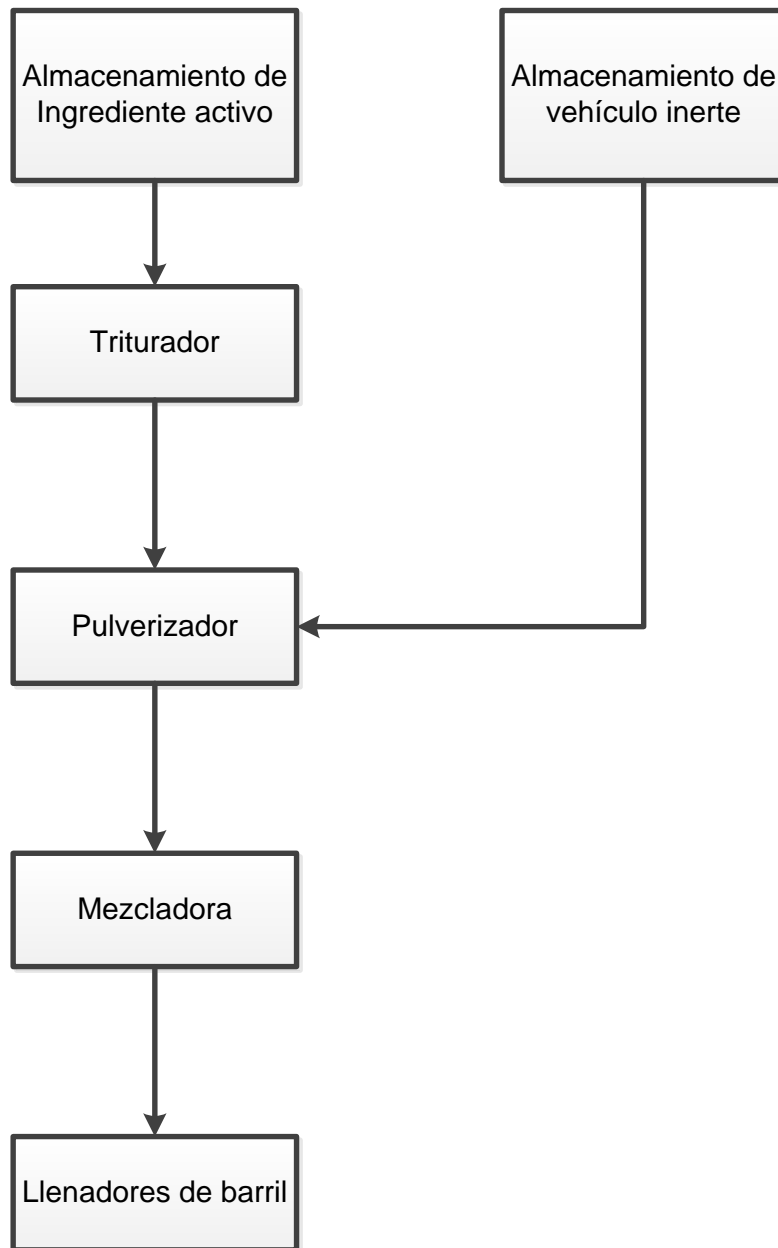 Almacenamiento de
Ingrediente activo
Almacenamiento de
vehículo inerte
Triturador
Pulverizador
Mezcladora
Llenadores de barril